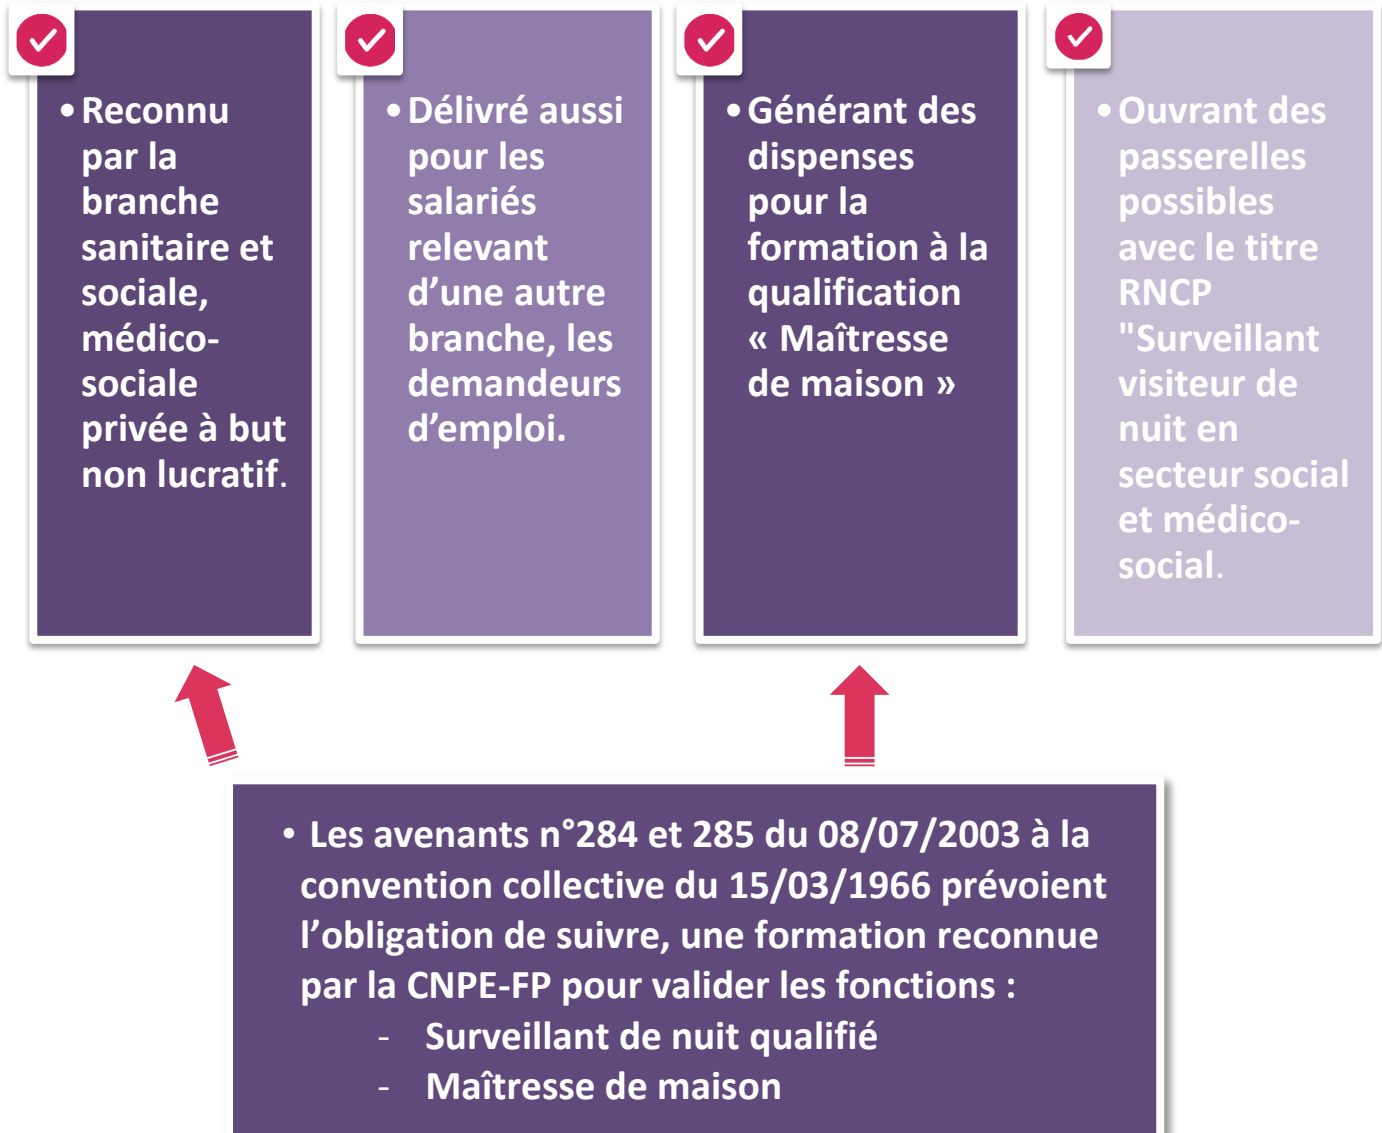 •Reconnu
par la
branche
sanitaire et
sociale,
médico-
sociale
privée à but
non lucratif.
•Délivré aussi
pour les
salariés
relevant
d’une autre
branche, les
demandeurs
d’emploi.
•Générant des
dispenses
pour la
formation à la
qualification
« Maîtresse
de maison »
•Ouvrant des
passerelles
possibles
avec le titre
RNCP
"Surveillant
visiteur de
nuit en
secteur social
et médico-
social.
• Les avenants n°284 et 285 du 08/07/2003 à la
convention collective du 15/03/1966 prévoient
l’obligation de suivre, une formation reconnue
par la CNPE-FP pour valider les fonctions :
- Surveillant de nuit qualifié
- Maîtresse de maison